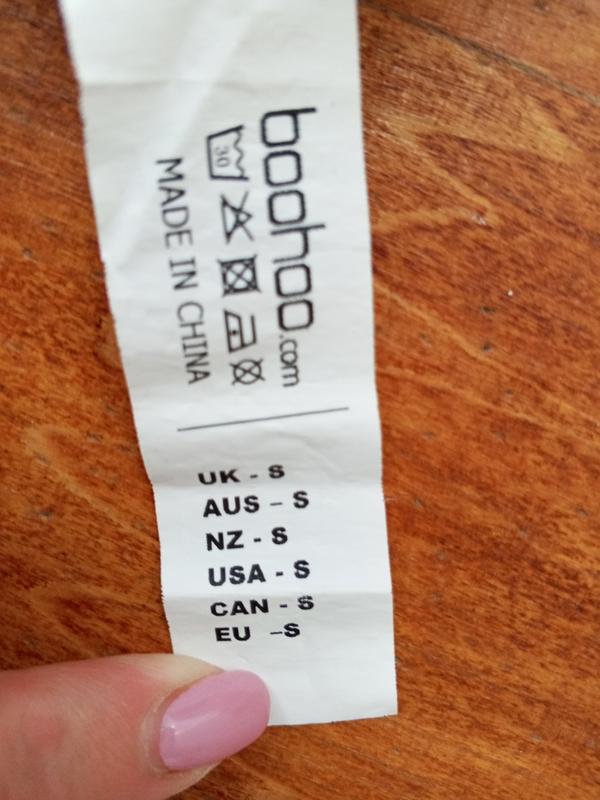 boohoo.com
30
MADE IN CHINA
UK - S
AUS - S
NZ - S
USA - S
CAN - S
EU -S